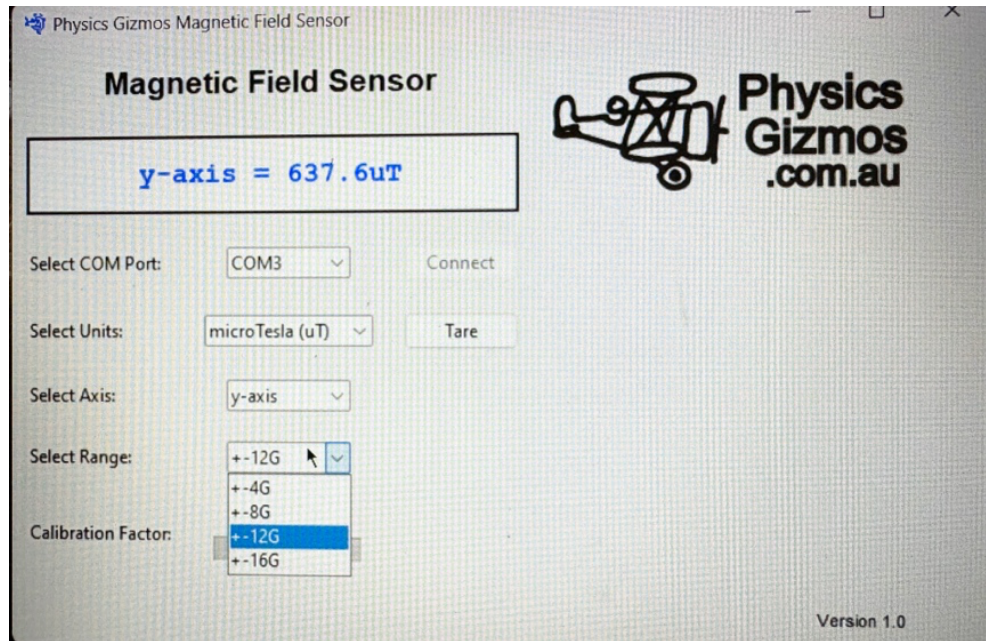 Physics Gizmos Magnetic Field Sensor
Magnetic Field Sensor
Physics
Gizmos
.com.au
y-axis = 637.6uT
Select COM Port:
COM3
Connect
Select Units:
microTesla (uT)
Tare
Select Axis:
y-axis
Select Range:
+-12G
+-4G
+-8G
+-12G
+-16G
Calibration Factor:
Version 1.0